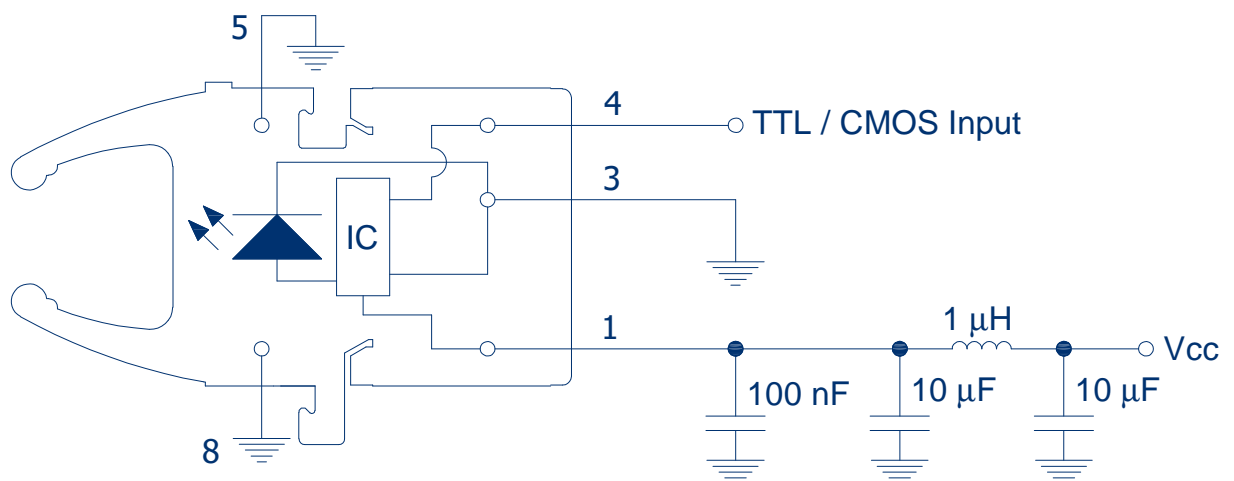 5
4
TTL / CMOS Input
3
IC
1 μH
1
Vcc
100 nF
10 μF
10 μF
8